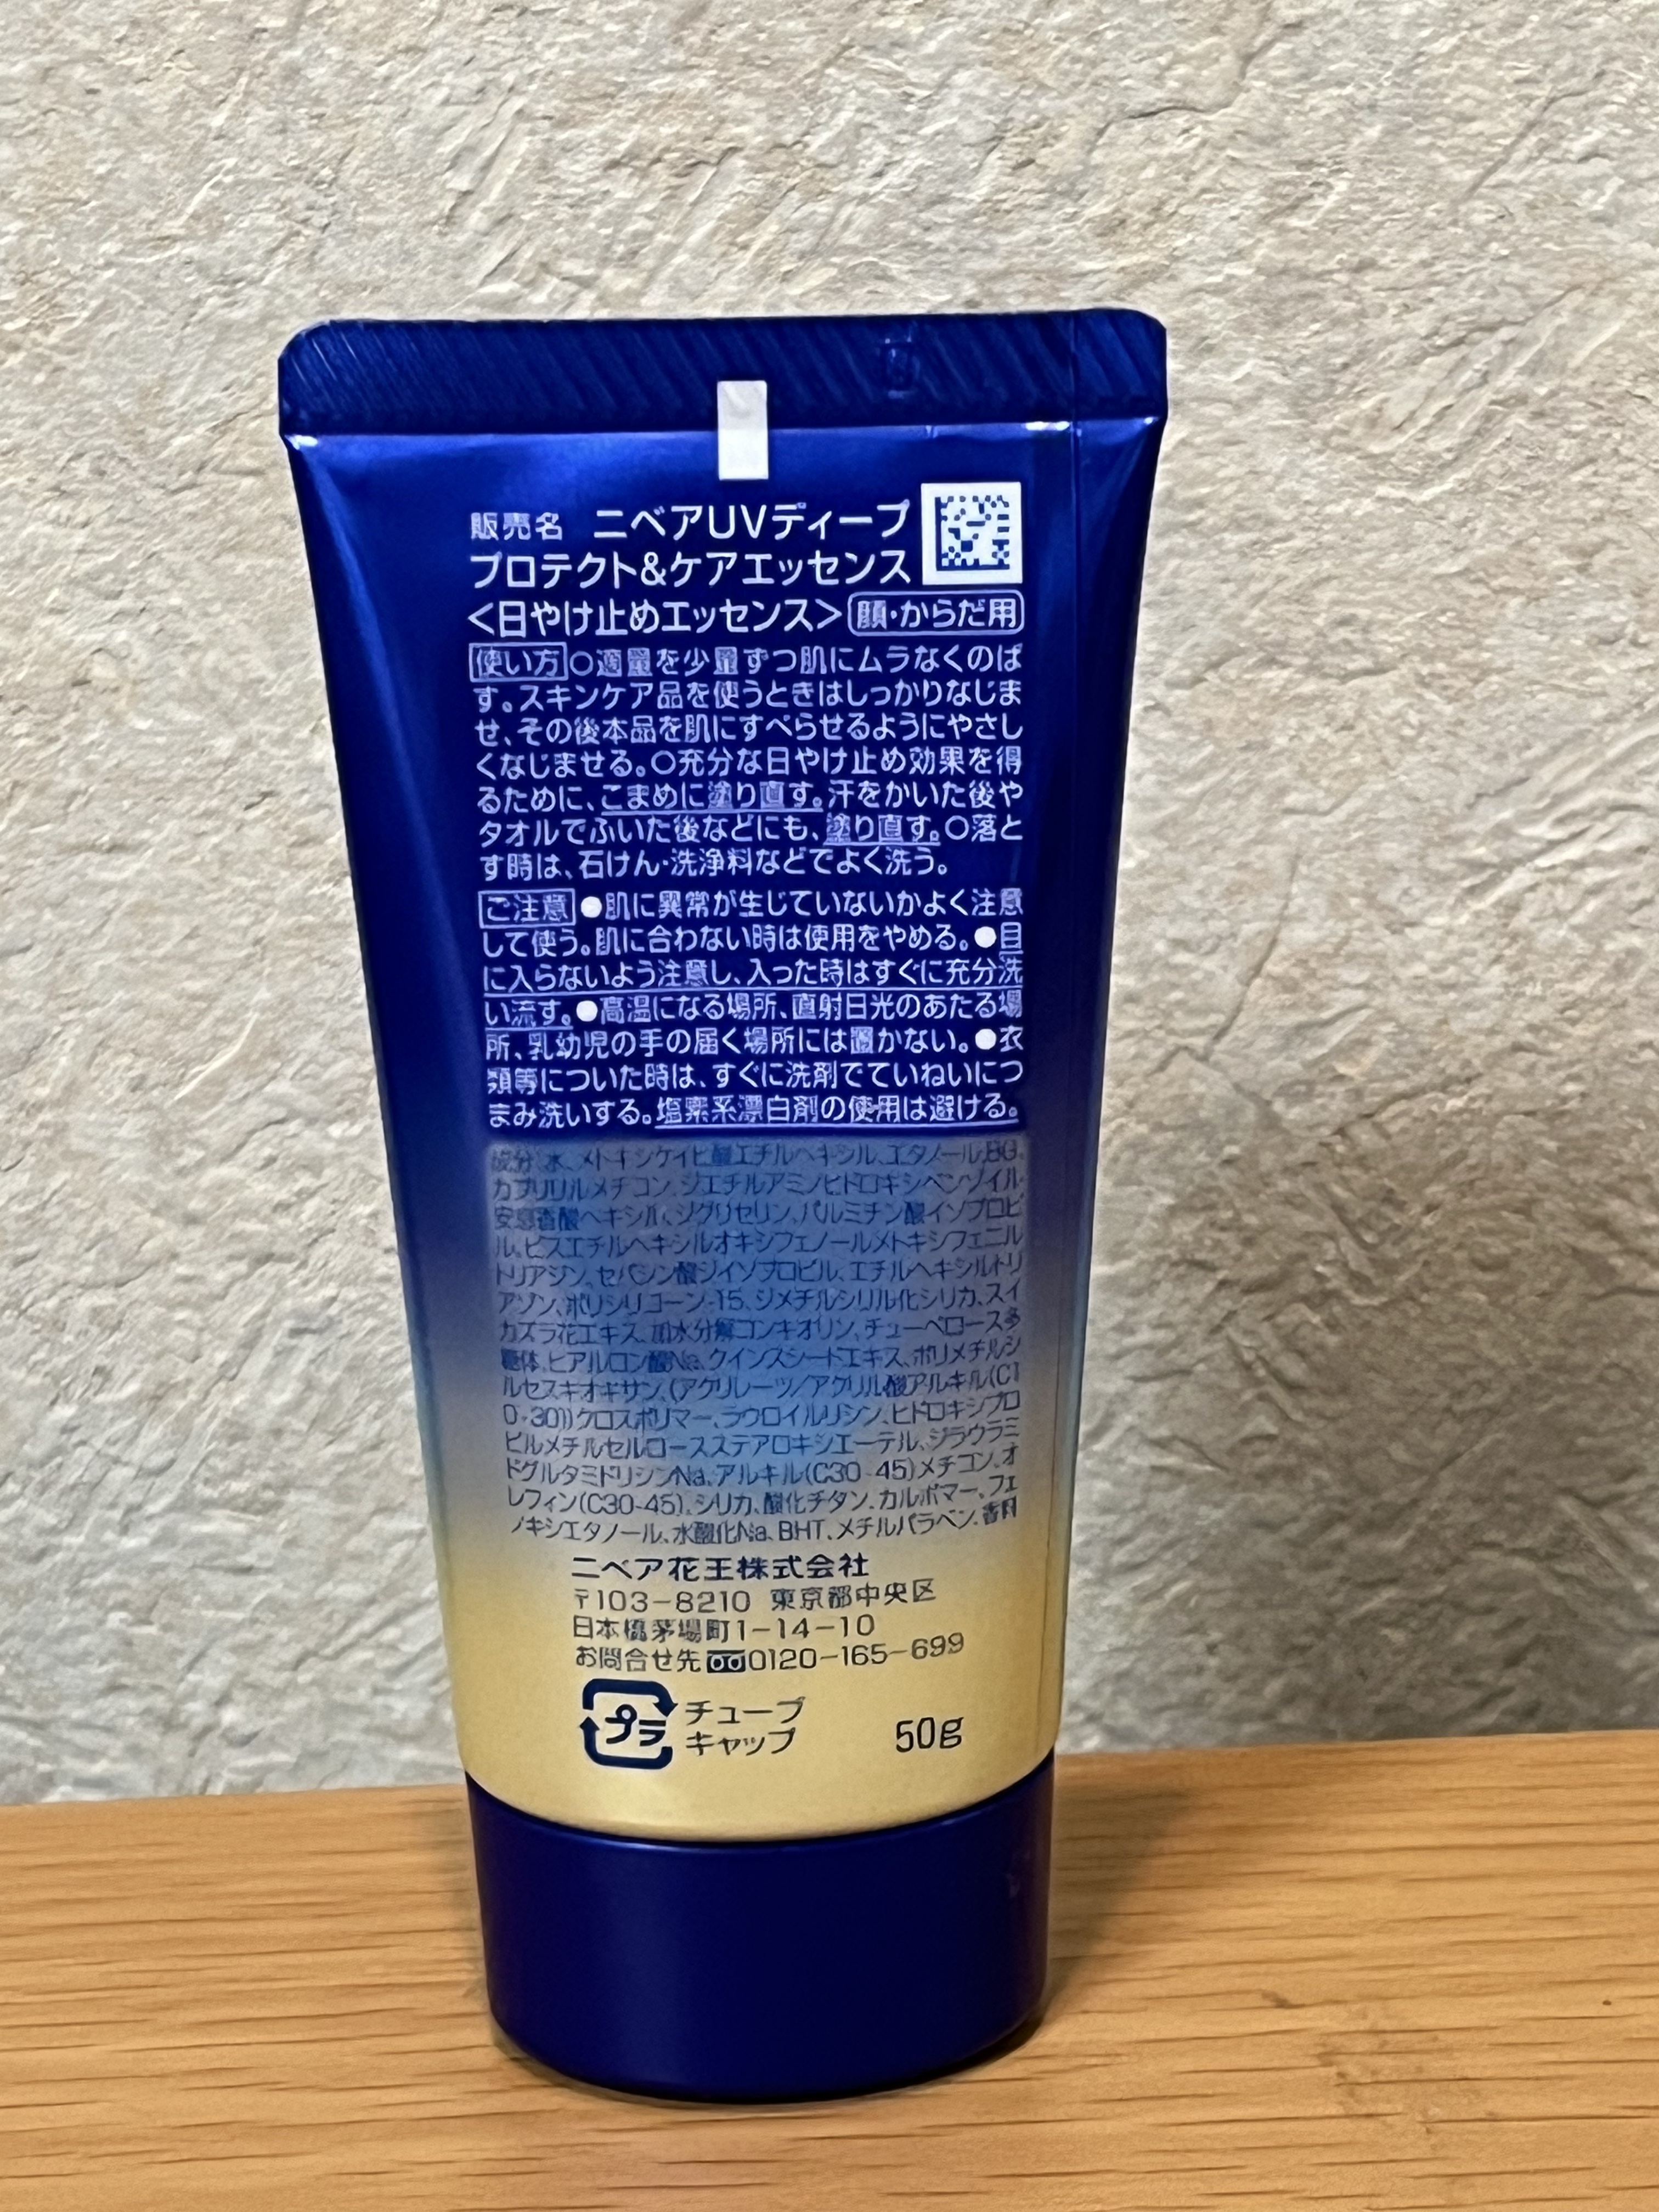 販売名 ニベアUVディープ
プロテクト&ケアエッセンス
<日やけ止めエッセンス> 顔・からだ用
使い方 ○適量を少量ずつ肌にムラなくのば
す。スキンケア品を使うときはしっかりなじま
せ、その後本品を肌にすべらせるようにやさし
くなじませる。○充分な日やけ止め効果を得
るために、こまめに塗り直す。汗をかいた後や
タオルでふいた後などにも、塗り直す。○落と
す時は、石けん・洗浄料などでよく洗う。
ご注意 ●肌に異常が生じていないかよく注意
して使う。肌に合わない時は使用をやめる。●目
に入らないよう注意し、入った時はすぐに充分洗
い流す。●高温になる場所、直射日光のあたる場
所、乳幼児の手の届く場所には置かない。●衣
類等についた時は、すぐに洗剤でていねいにつ
まみ洗いする。塩素系漂白剤の使用は避ける。
成分 水、メトキシケイヒ酸エチルヘキシル、エタノール、BG、
カプリリルメチコン、ジエチルアミノヒドロキシベンゾイル
安息香酸ヘキシル、ジグリセリン、パルミチン酸イソプロピ
ル、ビスエチルヘキシルオキシフェノールメトキシフェニル
トリアジン、セバシン酸ジイソプロピル、エチルヘキシルトリ
アゾン、ポリシリコーン-15、ジメチルシリル化シリカ、スイ
カズラ花エキス、加水分解コンキオリン、チューベロース多
糖体、ヒアルロン酸Na、クインスシードエキス、ポリメチルシ
ルセスキオキサン、(アクリレーツ/アクリル酸アルキル(C1
0-30))クロスポリマー、ラウロイルリシン、ヒドロキシプロ
ピルメチルセルロースステアロキシエーテル、ジラウラミ
ドグルタミドリシンNa、アルキル(C30-45)メチコン、オ
レフィン(C30-45)、シリカ、酸化チタン、カルボマー、フェ
ノキシエタノール、水酸化Na、BHT、メチルパラベン、香料
ニベア花王株式会社
〒103-8210 東京都中央区
日本橋茅場町1-14-10
お問合せ先 0120-165-699
プラ チューブ
キャップ
50g